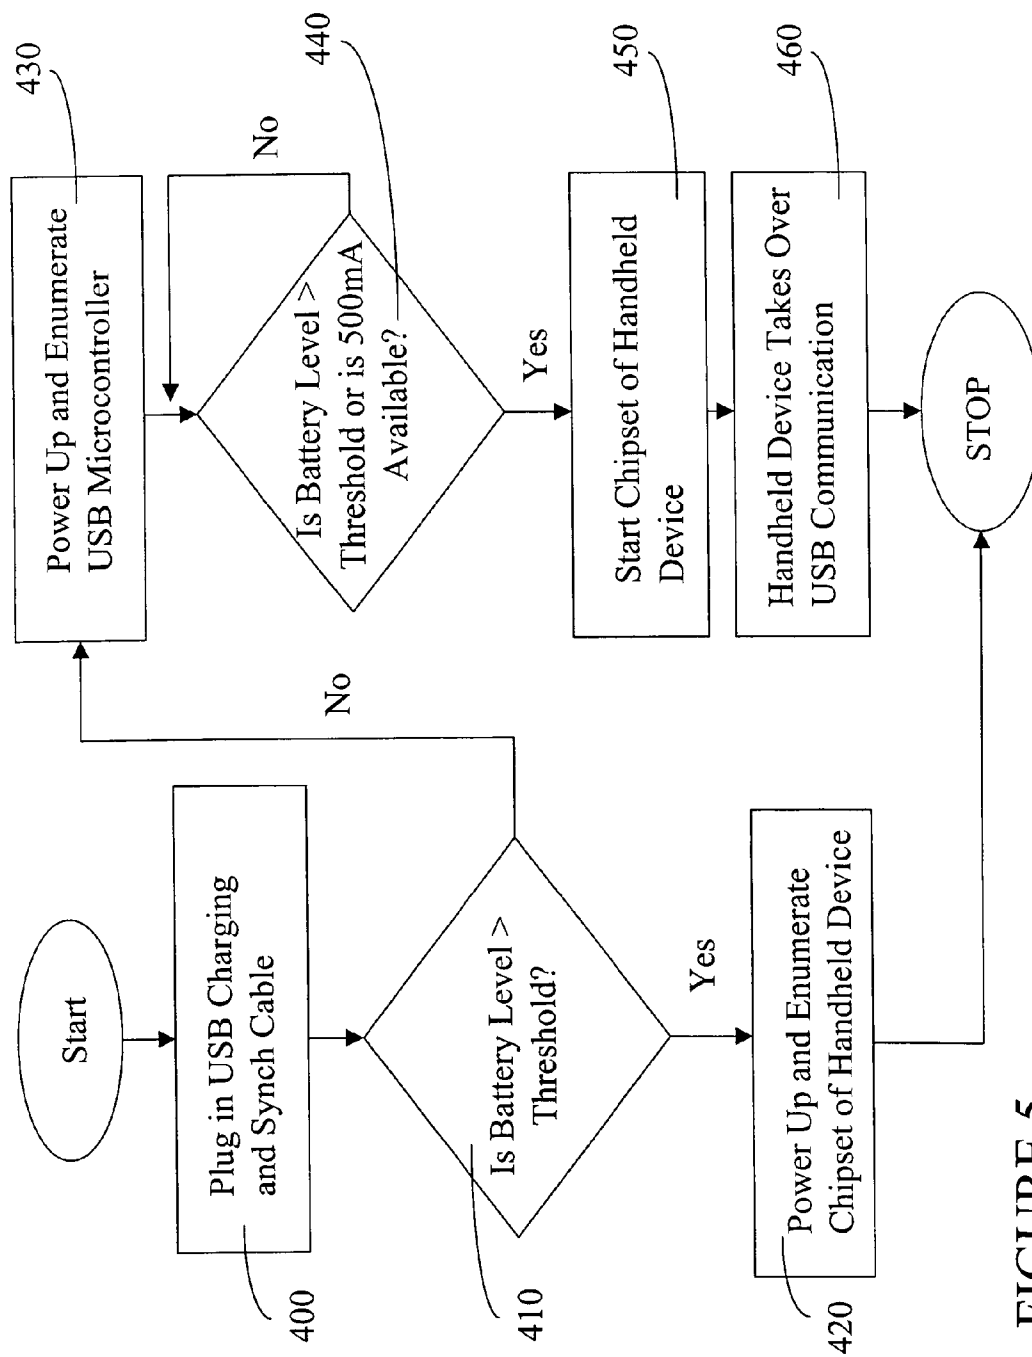 Start
Plug in USB Charging
and Synch Cable
400
Is Battery Level >
Threshold?
410
No
Yes
Power Up and Enumerate
Chipset of Handheld Device
420
Power Up and Enumerate
USB Microcontroller
430
Is Battery Level >
Threshold or is 500mA
Available?
440
No
Yes
Start Chipset of Handheld
Device
450
Handheld Device Takes Over
USB Communication
460
STOP
FIGURE 5